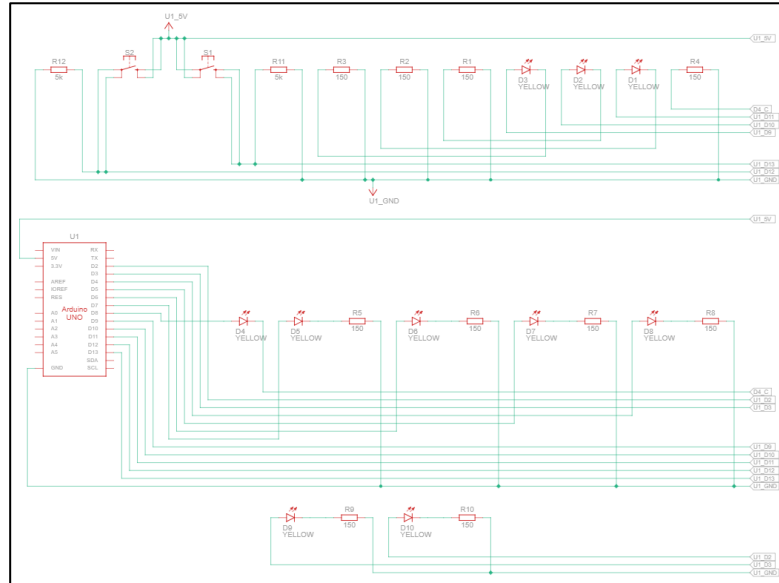 U1_5V
U1_5V
R12
5k
S2
S1
R11
5k
R3
150
R2
150
R1
150
D3
YELLOW
D2
YELLOW
D1
YELLOW
R4
150
D4_C
U1_D11
U1_D10
U1_D9
U1_D13
U1_D12
U1_GND
U1_GND
U1_5V
U1
VIN RX
5V TX
3.3V D2
D3
AREF D4
IOREF D5
RES D6
D7
Arduino
UNO
A0 D8
A1 D9
A2 D10
A3 D11
A4 D12
A5 D13
SDA
GND SCL
D4
YELLOW
D5
YELLOW
R5
150
D6
YELLOW
R6
150
D7
YELLOW
R7
150
D8
YELLOW
R8
150
D4_C
U1_D2
U1_D3
U1_D9
U1_D10
U1_D11
U1_D12
U1_D13
U1_GND
D9
YELLOW
R9
150
D10
YELLOW
R10
150
U1_D2
U1_D3
U1_GND